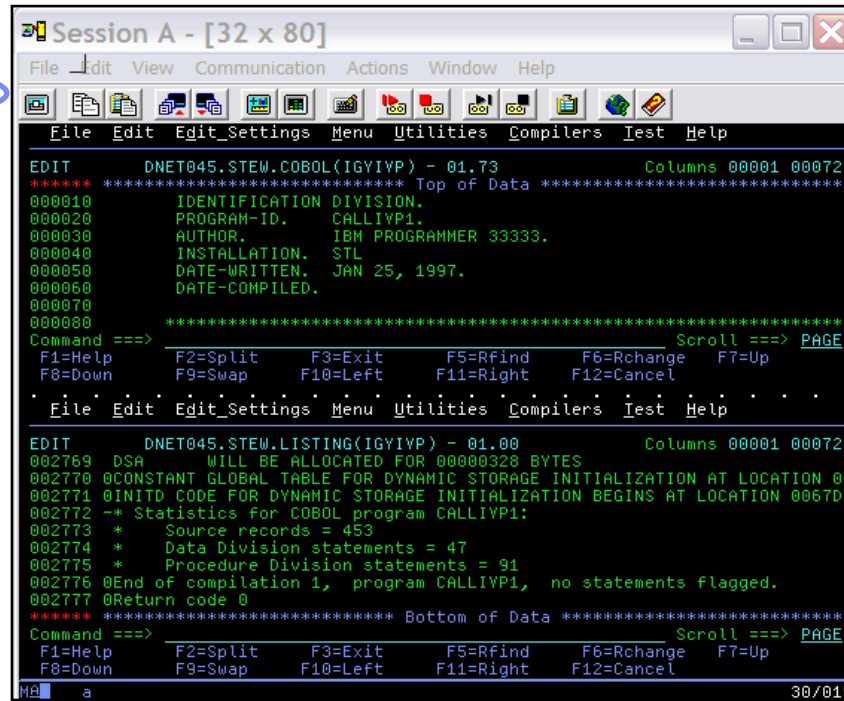 Session A - [32 x 80]
File Edit View Communication Actions Window Help
File Edit Edit_Settings Menu Utilities Compilers Test Help
EDIT DNET045.STEW.COBOL(IGYIVP) - 01.73 Columns 00001 00072
****** ***************************** Top of Data *****************************
000010 IDENTIFICATION DIVISION.
000020 PROGRAM-ID. CALLIVP1.
000030 AUTHOR. IBM PROGRAMMER 33333.
000040 INSTALLATION. STL
000050 DATE-WRITTEN. JAN 25, 1997.
000060 DATE-COMPILED.
000070
000080 *****************************************************************
Command ===> Scroll ===> PAGE
F1=Help F2=Split F3=Exit F5=Rfind F6=Rchange F7=Up
F8=Down F9=Swap F10=Left F11=Right F12=Cancel
. . . . . . . . . . . . . . . . . . . . . . . . . .
File Edit Edit_Settings Menu Utilities Compilers Test Help
EDIT DNET045.STEW.LISTING(IGYIVP) - 01.00 Columns 00001 00072
002769 DSA WILL BE ALLOCATED FOR 00000328 BYTES
002770 0CONSTANT GLOBAL TABLE FOR DYNAMIC STORAGE INITIALIZATION AT LOCATION 0
002771 0INITD CODE FOR DYNAMIC STORAGE INITIALIZATION BEGINS AT LOCATION 0067D
002772 -* Statistics for COBOL program CALLIVP1:
002773 * Source records = 453
002774 * Data Division statements = 47
002775 * Procedure Division statements = 91
002776 0End of compilation 1, program CALLIVP1, no statements flagged.
002777 0Return code 0
****** **************************** Bottom of Data ***************************
Command ===> Scroll ===> PAGE
F1=Help F2=Split F3=Exit F5=Rfind F6=Rchange F7=Up
F8=Down F9=Swap F10=Left F11=Right F12=Cancel
MA a 30/01